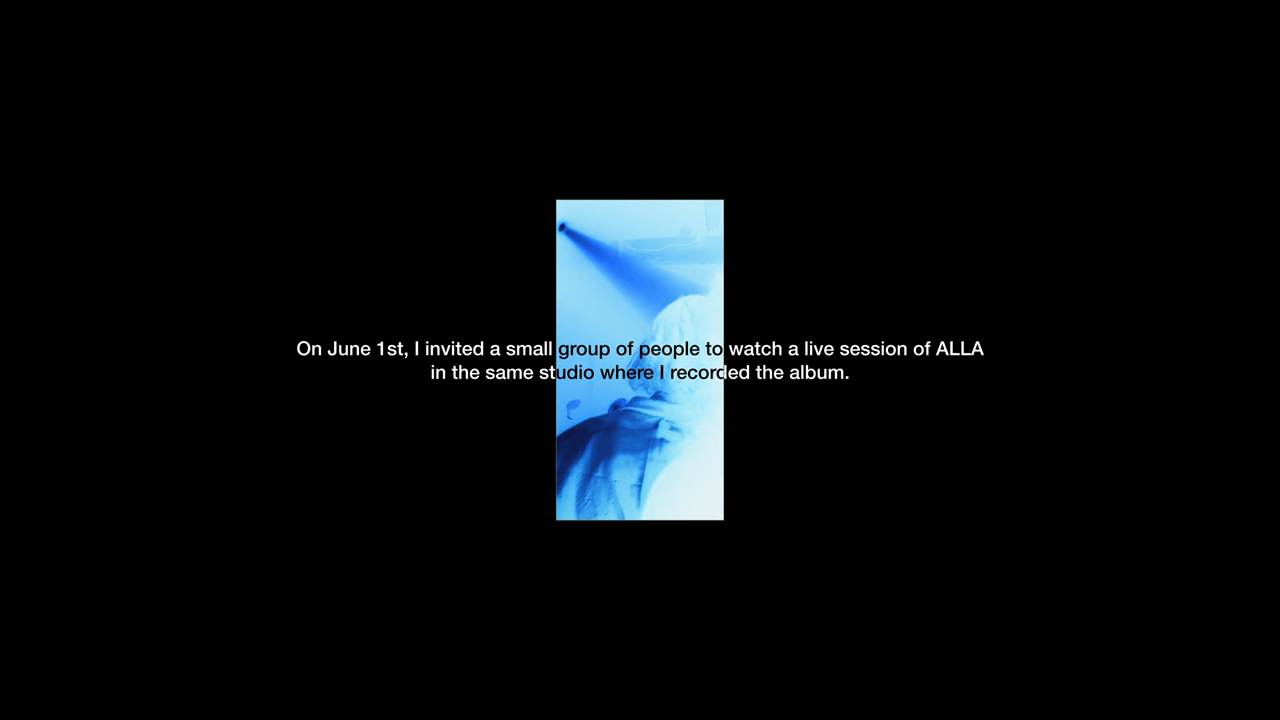 On June 1st, I invited a small group of people to watch a live session of ALLA
in the same studio where I recorded the album.